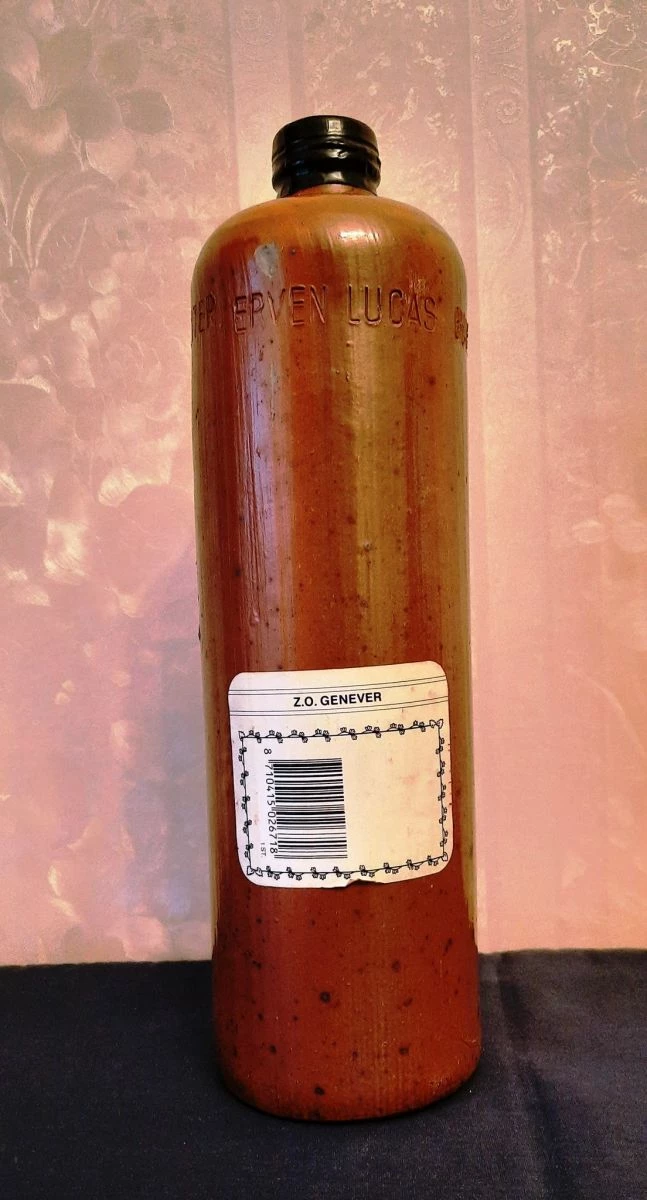 ERVEN LUCAS
Z.O. GENEVER
8 710415 026718
1 ST.